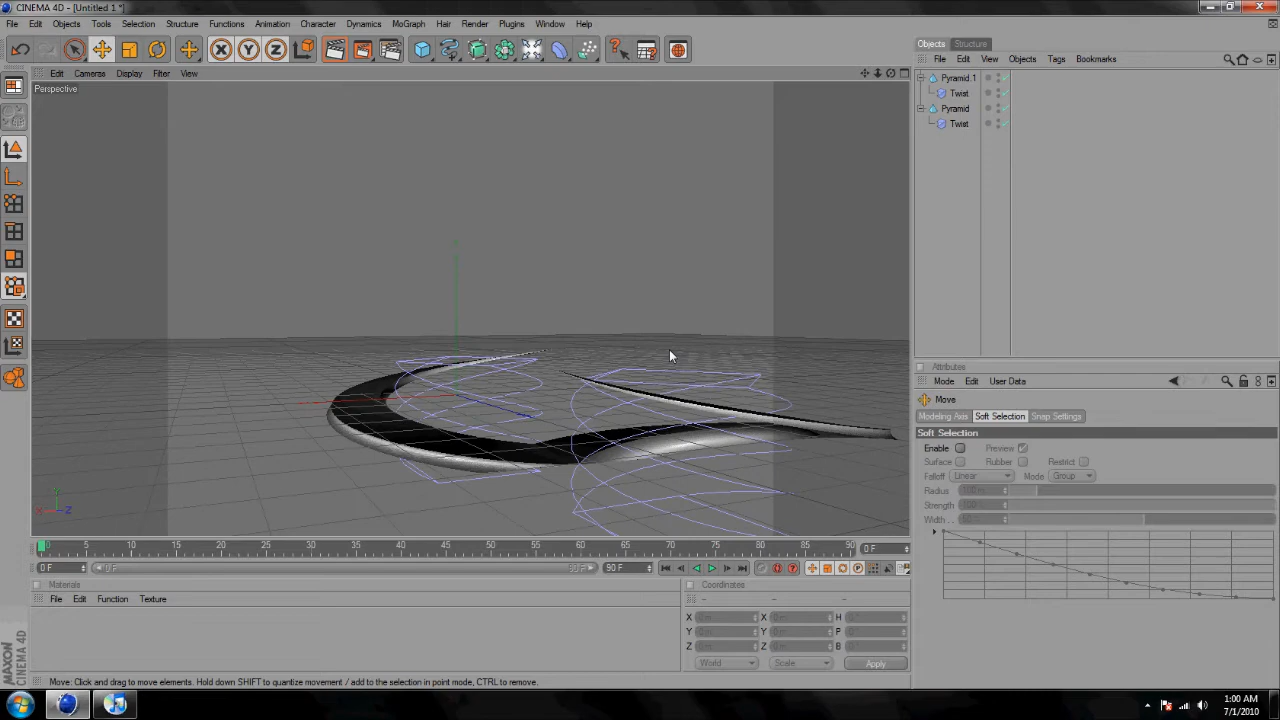 CINEMA 4D - [Untitled 1 *]
File Edit Objects Tools Selection Structure Functions Animation Character Dynamics MoGraph Hair Render Plugins Window Help
X Y Z
Edit Cameras Display Filter View
Perspective
Objects Structure
File Edit View Objects Tags Bookmarks
Pyramid.1
Twist
Pyramid
Twist
Attributes
Mode Edit User Data
Move
Modeling Axis Soft Selection Snap Settings
Soft Selection
Enable Preview
Surface Rubber Restrict
Falloff Linear Mode Group
Radius
Strength
Width . .
Y
X Z
0 5 10 15 20 25 30 35 40 45 50 55 60 65 70 75 80 85 90 0 F
0 F 90 F
Materials
File Edit Function Texture
Coordinates
X X H
Y Y P
Z Z B
World Scale Apply
MAXON
CINEMA 4D
Move: Click and drag to move elements. Hold down SHIFT to quantize movement / add to the selection in point mode, CTRL to remove.
1:00 AM
7/1/2010